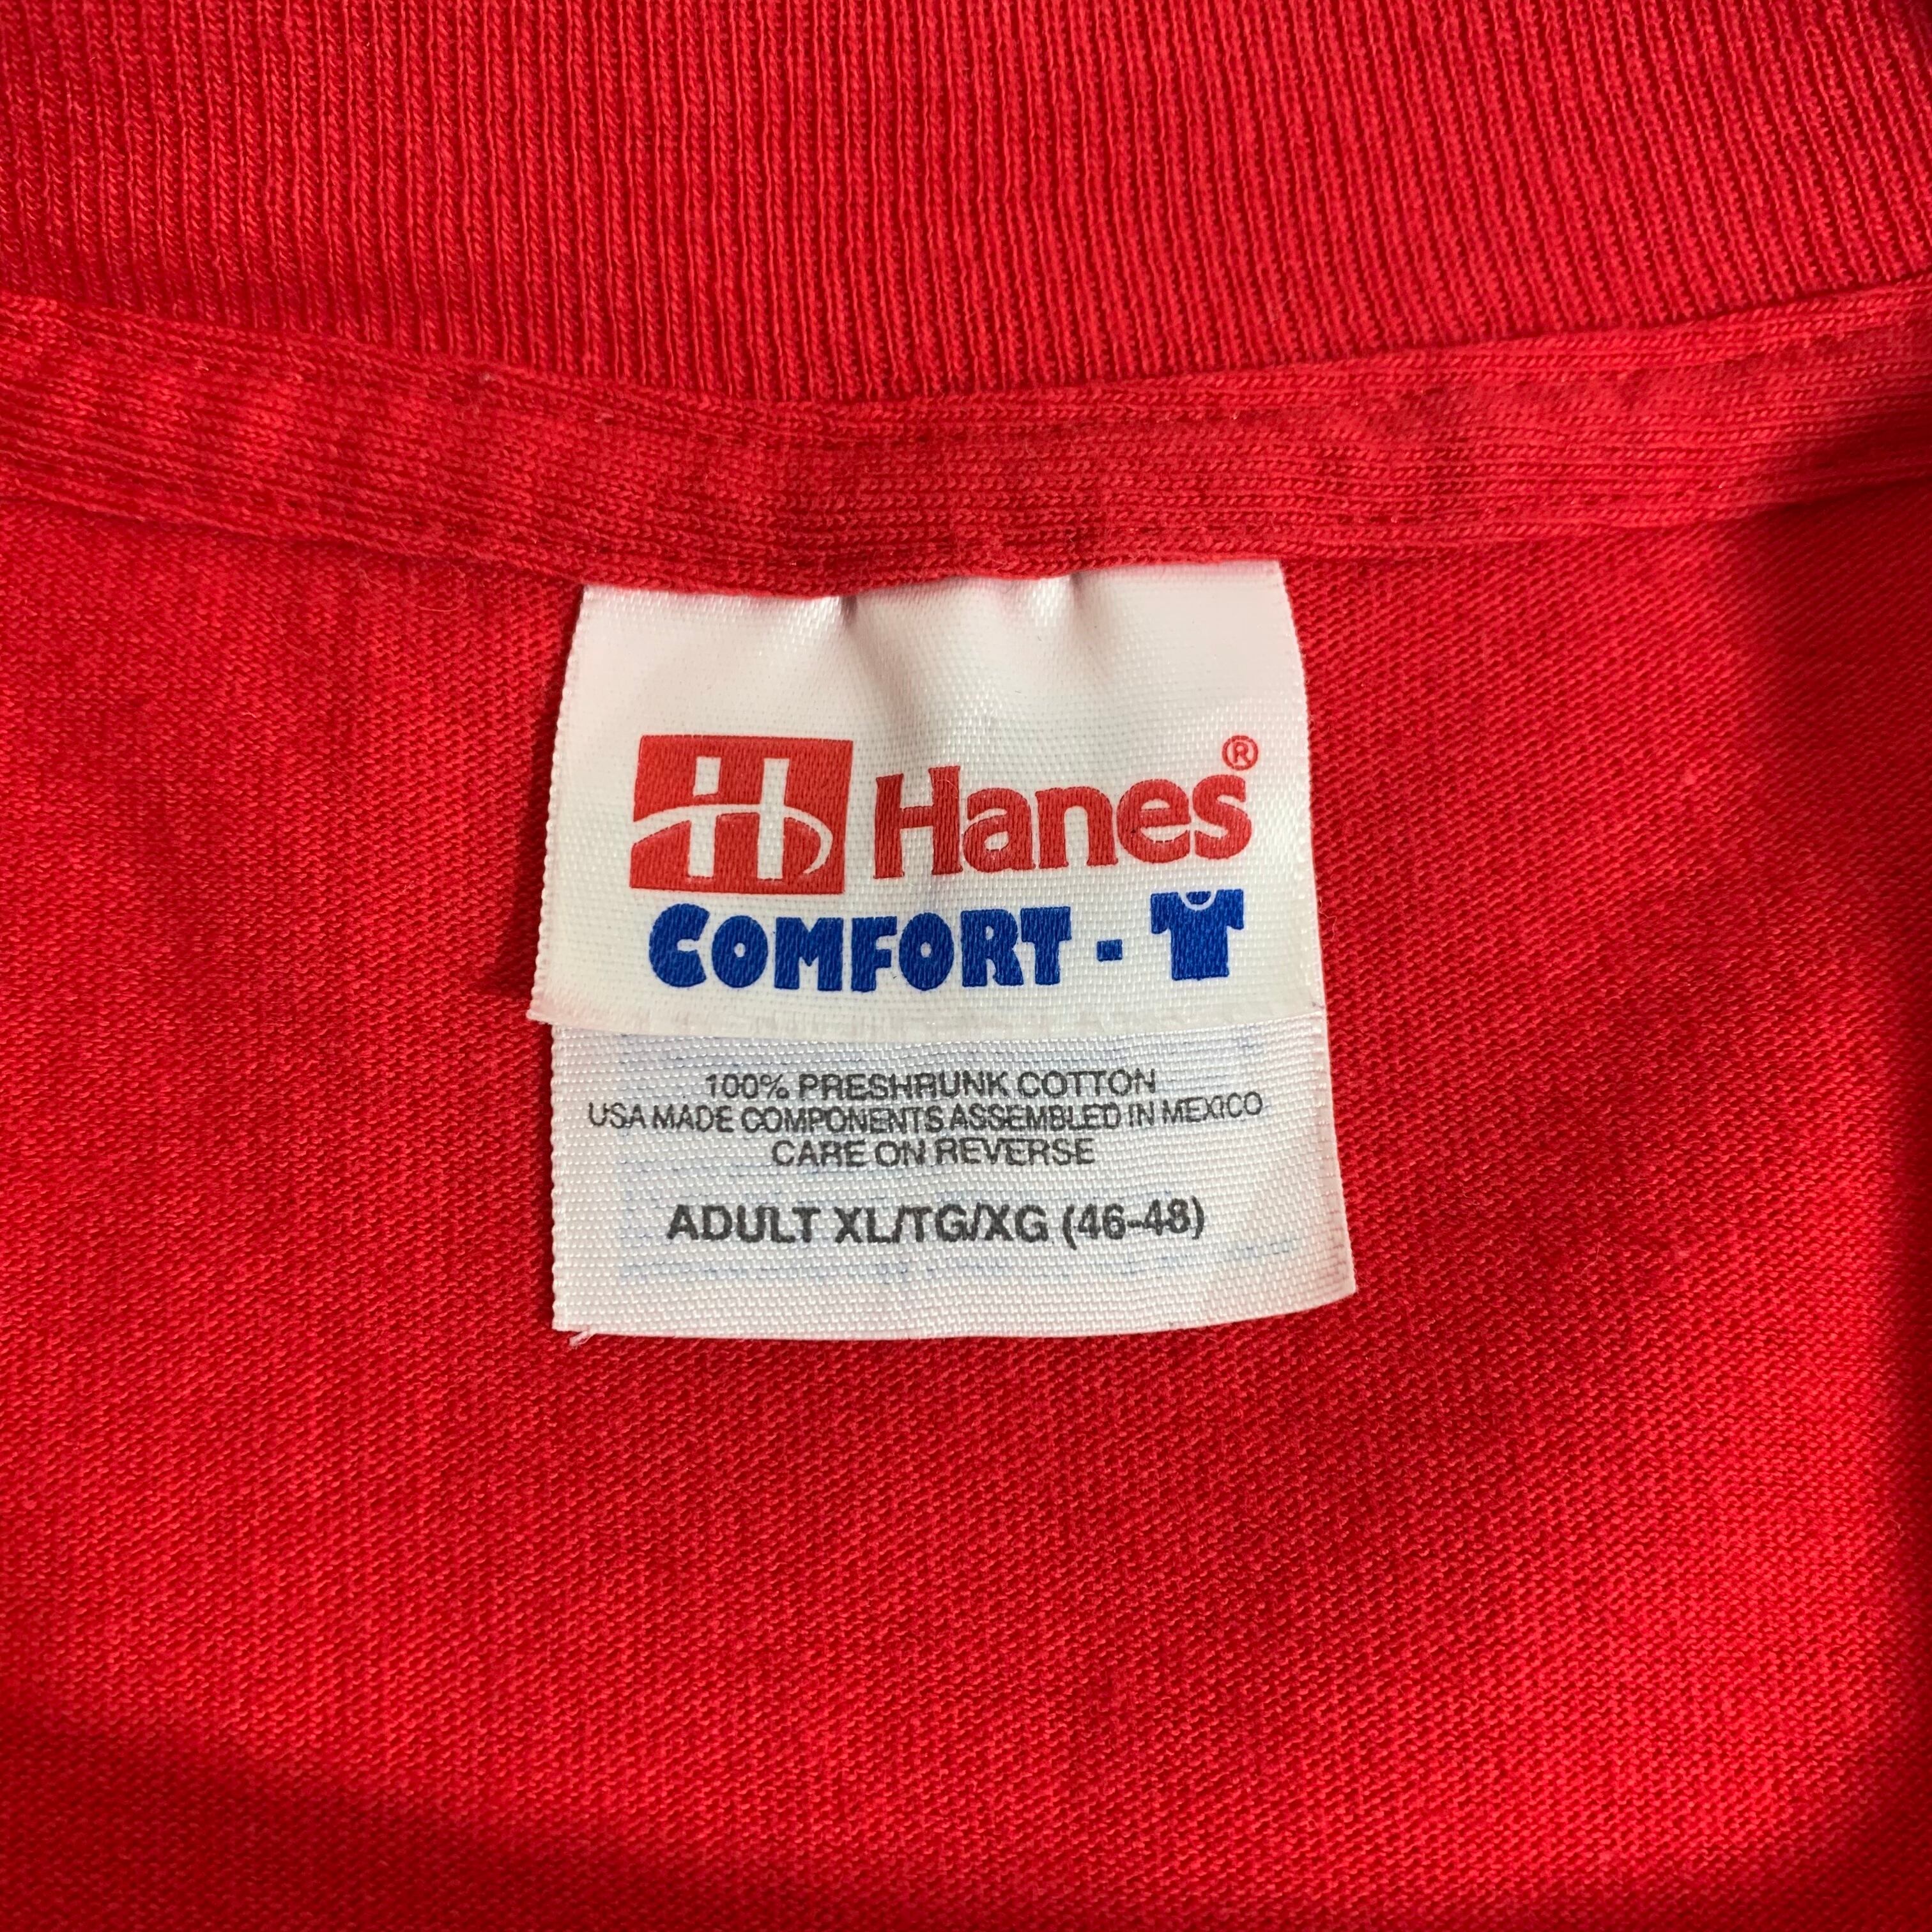 H Hanes®
COMFORT - T
100% PRESHRUNK COTTON
USA MADE COMPONENTS ASSEMBLED IN MEXICO
CARE ON REVERSE
ADULT XL/TG/XG (46-48)